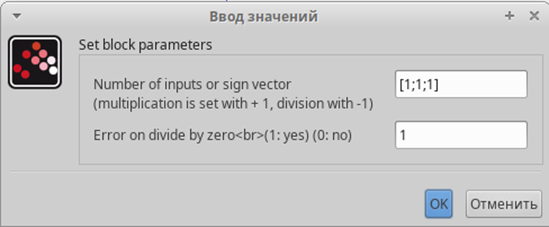 Ввод значений
Set block parameters
Number of inputs or sign vector
(multiplication is set with + 1, division with -1)
[1;1;1]
Error on divide by zero<br>(1: yes) (0: no)
1
OK
Отменить